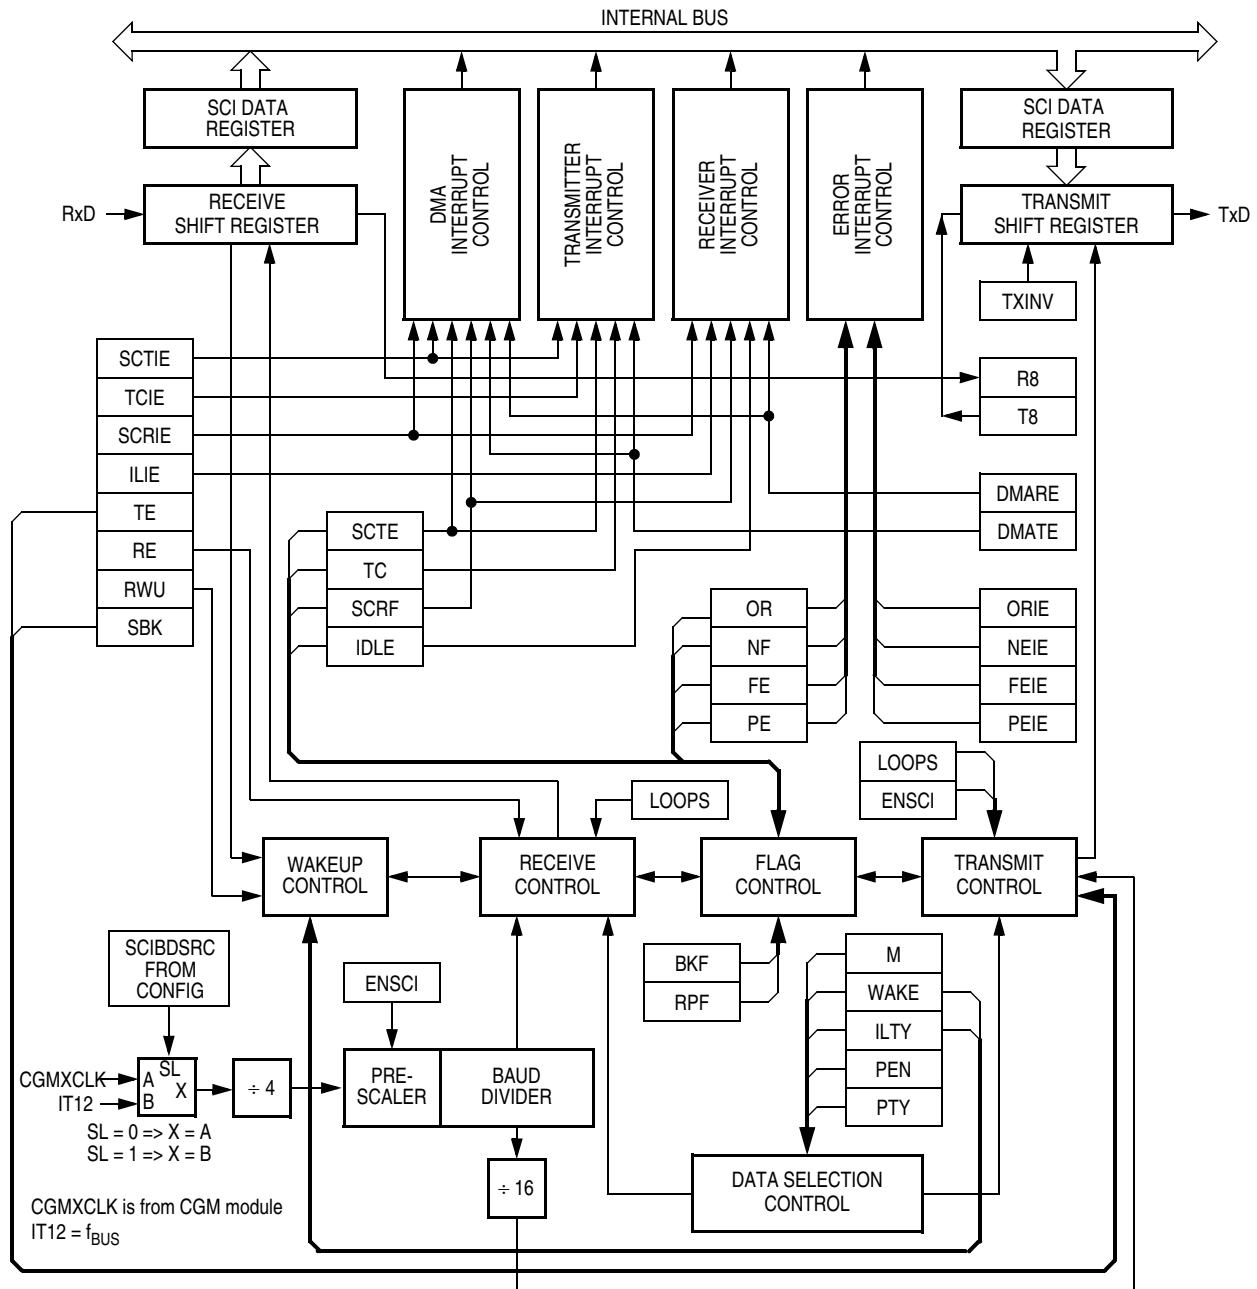 INTERNAL BUS
SCI DATA
REGISTER
DMA
INTERRUPT
CONTROL
TRANSMITTER
INTERRUPT
CONTROL
RECEIVER
INTERRUPT
CONTROL
ERROR
INTERRUPT
CONTROL
SCI DATA
REGISTER
RxD
RECEIVE
SHIFT REGISTER
TRANSMIT
SHIFT REGISTER
TxD
TXINV
SCTIE
TCIE
SCRIE
ILIE
TE
RE
RWU
SBK
R8
T8
DMARE
DMATE
SCTE
TC
SCRF
IDLE
OR
NF
FE
PE
ORIE
NEIE
FEIE
PEIE
LOOPS
ENSCI
LOOPS
WAKEUP
CONTROL
RECEIVE
CONTROL
FLAG
CONTROL
TRANSMIT
CONTROL
SCIBDSRC
FROM
CONFIG
ENSCI
BKF
RPF
M
WAKE
ILTY
PEN
PTY
CGMXCLK
IT12
SL
A
X
B
÷ 4
PRE-
SCALER
BAUD
DIVIDER
SL = 0 => X = A
SL = 1 => X = B
÷ 16
DATA SELECTION
CONTROL
CGMXCLK is from CGM module
IT12 = fBUS